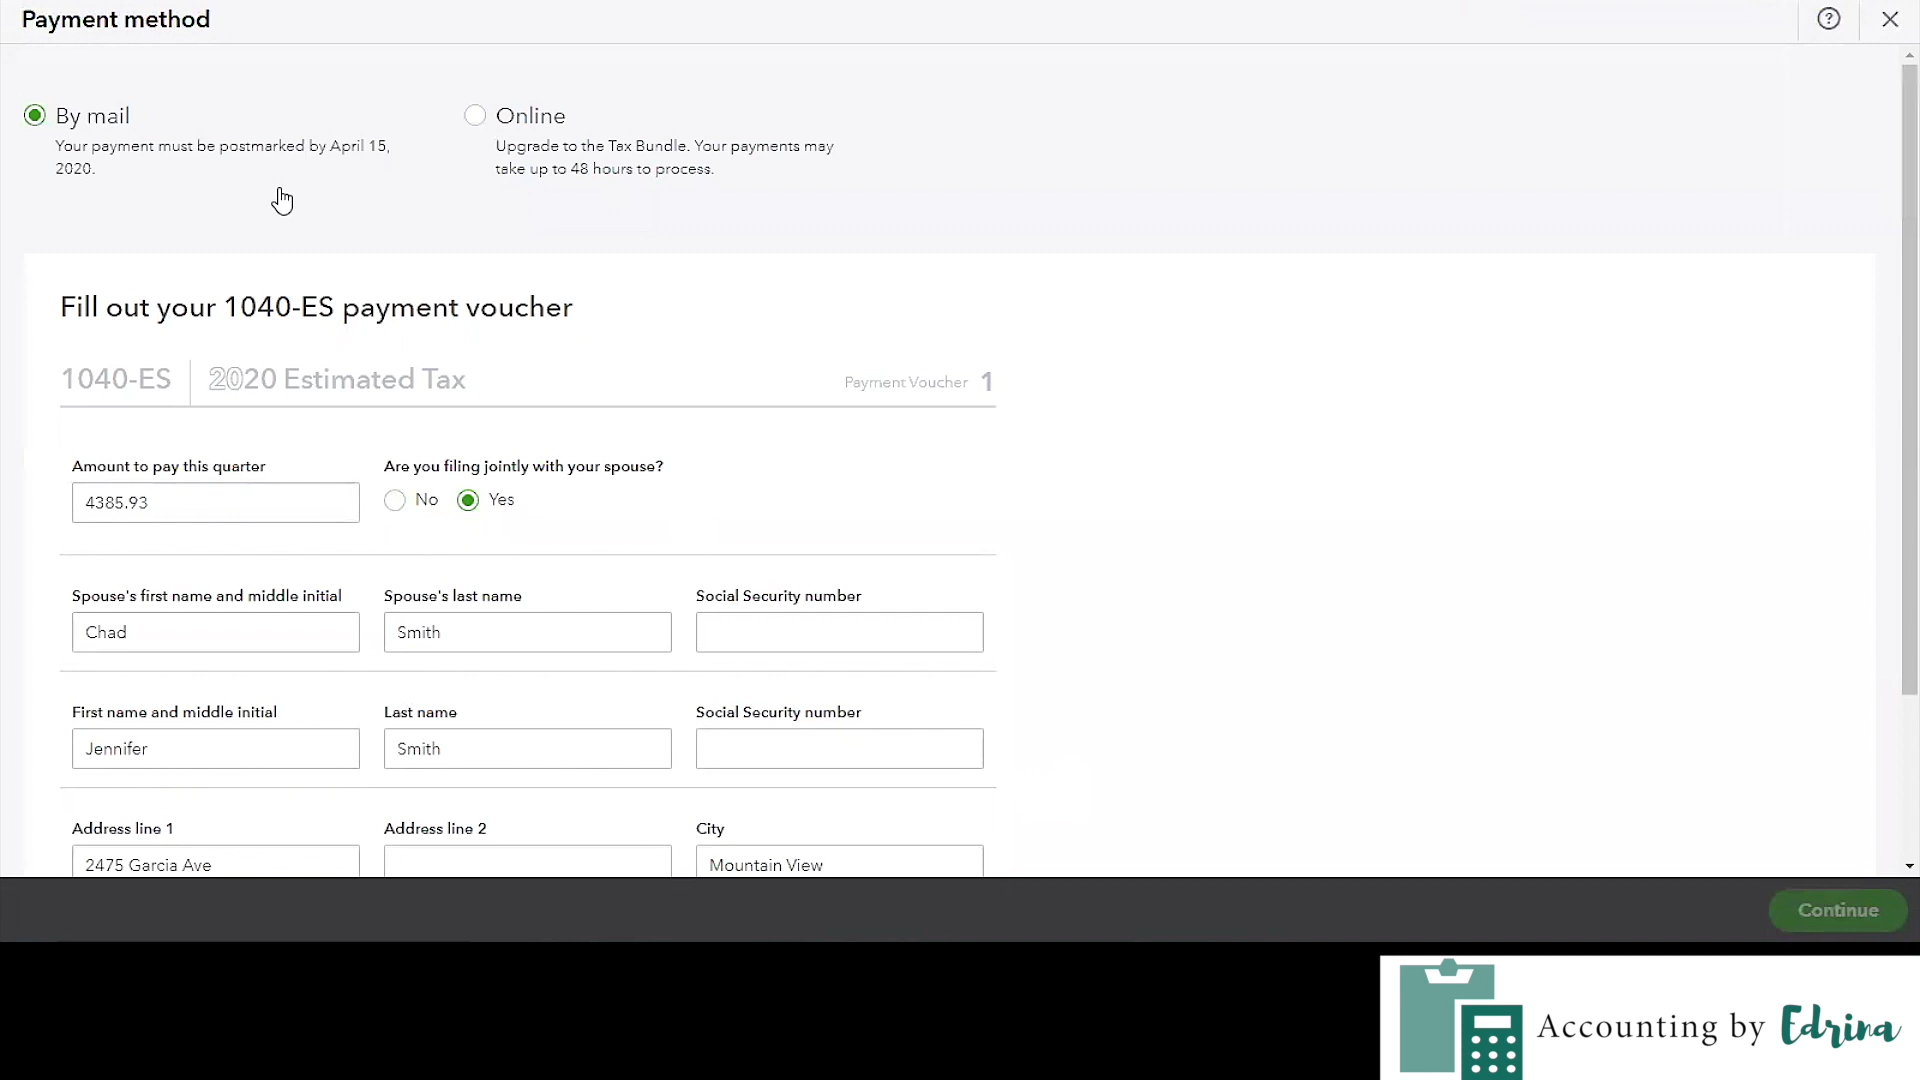 Payment method
By mail
Your payment must be postmarked by April 15,
2020.
Online
Upgrade to the Tax Bundle. Your payments may
take up to 48 hours to process.
Fill out your 1040-ES payment voucher
1040-ES
2020 Estimated Tax
Payment Voucher 1
Amount to pay this quarter
4385.93
Are you filing jointly with your spouse?
No
Yes
Spouse's first name and middle initial
Chad
Spouse's last name
Smith
Social Security number
First name and middle initial
Jennifer
Last name
Smith
Social Security number
Address line 1
2475 Garcia Ave
Address line 2
City
Mountain View
Continue
Accounting by Edrina